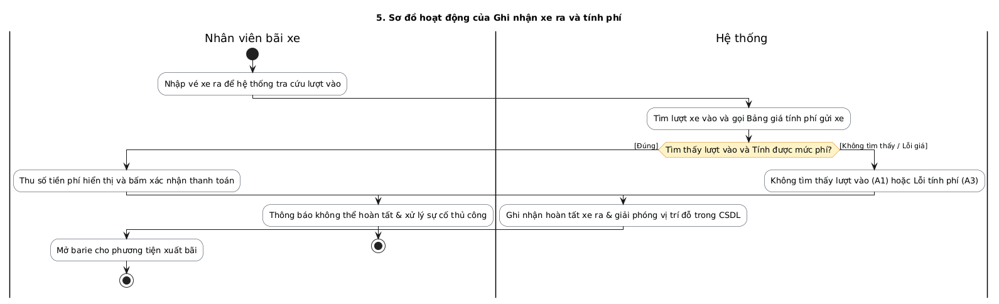 5. Sơ đồ hoạt động của Ghi nhận xe ra và tính phí
Nhân viên bãi xe
Hệ thống
Nhập vé xe ra để hệ thống tra cứu lượt vào
Tìm lượt xe vào và gọi Bảng giá tính phí gửi xe
[Đúng]
Tìm thấy lượt vào và Tính được mức phí?
[Không tìm thấy / Lỗi giá]
Thu số tiền phí hiển thị và bấm xác nhận thanh toán
Không tìm thấy lượt vào (A1) hoặc Lỗi tính phí (A3)
Thông báo không thể hoàn tất & xử lý sự cố thủ công
Ghi nhận hoàn tất xe ra & giải phóng vị trí đỗ trong CSDL
Mở barie cho phương tiện xuất bãi